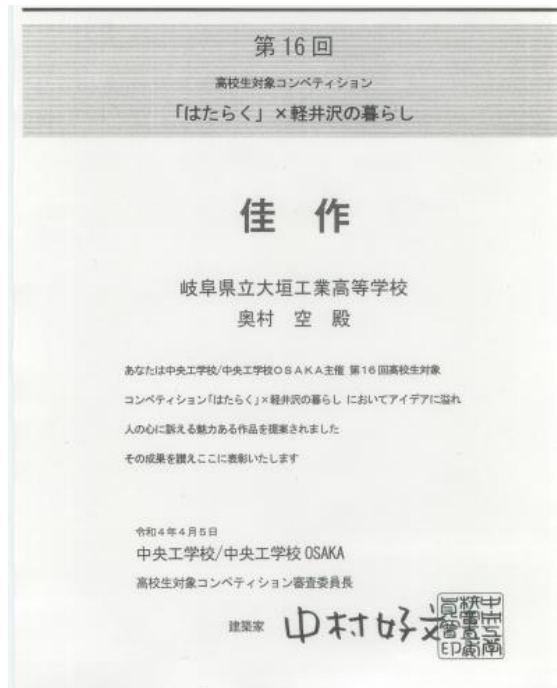 第16回
高校生対象コンペティション
「はたらく」×軽井沢の暮らし
佳 作
岐阜県立大垣工業高等学校
奥村 空 殿
あなたは中央工学校/中央工学校OSAKA主催 第16回高校生対象
コンペティション「はたらく」×軽井沢の暮らし においてアイデアに溢れ
人の心に訴える魅力ある作品を提案されました
その成果を讃えここに表彰いたします
令和4年4月5日
中央工学校/中央工学校 OSAKA
高校生対象コンペティション審査委員長
建築家 中村好文